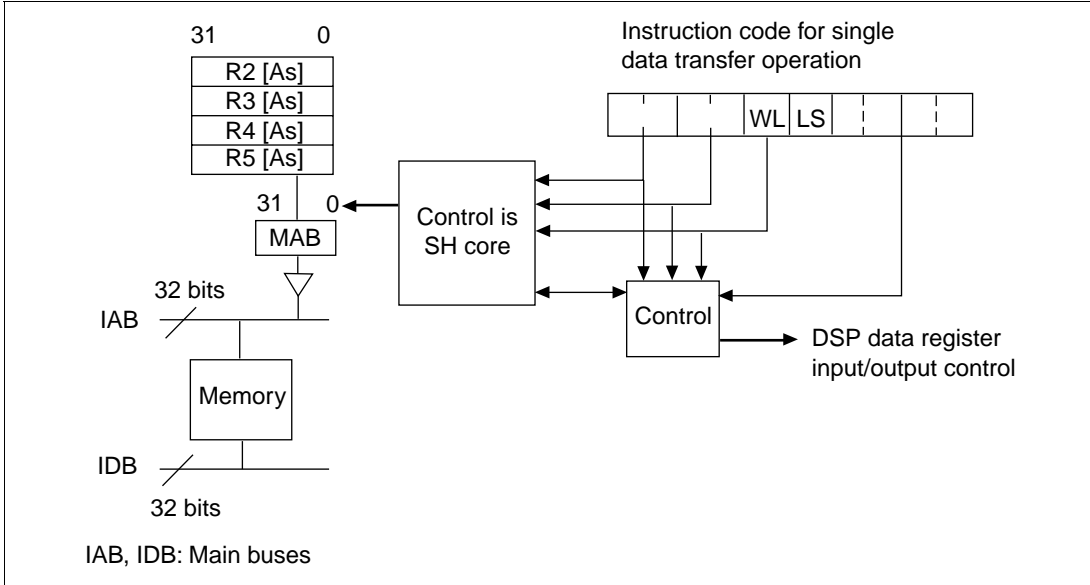 31 0
R2 [As]
R3 [As]
R4 [As]
R5 [As]
31 0
MAB
32 bits
IAB
Memory
IDB
32 bits
IAB, IDB: Main buses
Instruction code for single
data transfer operation
WL LS
Control is
SH core
Control
DSP data register
input/output control